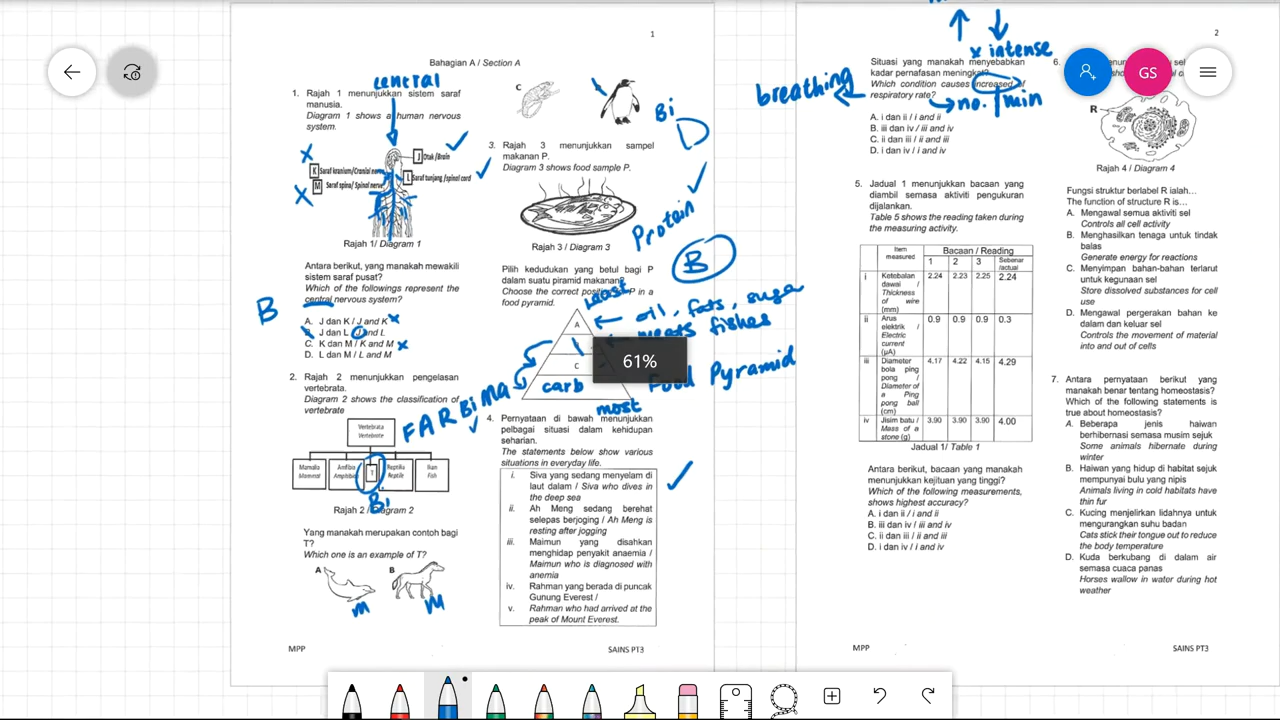 1
Bahagian A / Section A
central
1. Rajah 1 menunjukkan sistem saraf
manusia.
Diagram 1 shows a human nervous
system.
J Otak/Brain
K Saraf kranium/Cranial nerve
L Saraf tunjang/spinal cord
M Saraf spina/ Spinal nerve
Rajah 1/ Diagram 1
Antara berikut, yang manakah mewakili
sistem saraf pusat?
Which of the followings represent the
central nervous system?
B
A. J dan K / J and K
B. J dan L / J and L
C. K dan M / K and M
D. L dan M / L and M
2. Rajah 2 menunjukkan pengelasan
vertebrata.
Diagram 2 shows the classification of
vertebrate
FARBiMa
Vertebrata
Vertebrate
Mamalia
Mammal
Amfibia
Amphibia
T
Reptilia
Reptile
Ikan
Fish
Bi
Rajah 2 / Diagram 2
Yang manakah merupakan contoh bagi
T?
Which one is an example of T?
A
B
M
M
MPP
C
Bi
D
3. Rajah 3 menunjukkan sampel
makanan P.
Diagram 3 shows food sample P.
Protein
Rajah 3 / Diagram 3
B
Pilih kedudukan yang betul bagi P
dalam suatu piramid makanan?
Choose the correct position P in a
food pyramid.
Least
oil, fats, sugar
A
meats fishes
C
carb
Food Pyramid
most
61%
4. Pernyataan di bawah menunjukkan
pelbagai situasi dalam kehidupan
seharian.
The statements below show various
situations in everyday life.
i. Siva yang sedang menyelam di
laut dalam / Siva who dives in
the deep sea
ii. Ah Meng sedang berehat
selepas berjoging / Ah Meng is
resting after jogging
iii. Maimun yang disahkan
menghidap penyakit anaemia /
Maimun who is diagnosed with
anemia
iv. Rahman yang berada di puncak
Gunung Everest /
v. Rahman who had arrived at the
peak of Mount Everest.
SAINS PT3
2
x intense
breathing
no. / min
Situasi yang manakah menyebabkan
kadar pernafasan meningkat?
Which condition causes increased of
respiratory rate?
A. i dan ii / i and ii
B. iii dan iv / iii and iv
C. ii dan iii / ii and iii
D. i dan iv / i and iv
5. Jadual 1 menunjukkan bacaan yang
diambil semasa aktiviti pengukuran
dijalankan.
Table 5 shows the reading taken during
the measuring activity.
Item measured Bacaan / Reading
1 2 3 Sebenar /actual
i Ketebalan dawai / Thickness of wire (mm) 2.24 2.23 2.25 2.24
ii Arus elektrik / Electric current (µA) 0.9 0.9 0.9 0.3
iii Diameter bola ping pong / Diameter of a Ping pong ball (cm) 4.17 4.22 4.15 4.29
iv Jisim batu / Mass of a stone (g) 3.90 3.90 3.90 4.00
Jadual 1/ Table 1
Antara berikut, bacaan yang manakah
menunjukkan kejituan yang tinggi?
Which of the following measurements,
shows highest accuracy?
A. i dan ii / i and ii
B. iii dan iv / iii and iv
C. ii dan iii / ii and iii
D. i dan iv / i and iv
MPP
GS
6.
R
Rajah 4 / Diagram 4
Fungsi struktur berlabel R ialah…
The function of structure R is…
A. Mengawal semua aktiviti sel
Controls all cell activity
B. Menghasilkan tenaga untuk tindak
balas
Generate energy for reactions
C. Menyimpan bahan-bahan terlarut
untuk kegunaan sel
Store dissolved substances for cell
use
D. Mengawal pergerakan bahan ke
dalam dan keluar sel
Controls the movement of material
into and out of cells
7. Antara pernyataan berikut yang
manakah benar tentang homeostasis?
Which of the following statements is
true about homeostasis?
A. Beberapa jenis haiwan
berhibernasi semasa musim sejuk
Some animals hibernate during
winter
B. Haiwan yang hidup di habitat sejuk
mempunyai bulu yang nipis
Animals living in cold habitats have
thin fur
C. Kucing menjelirkan lidahnya untuk
mengurangkan suhu badan
Cats stick their tongue out to reduce
the body temperature
D. Kuda berkubang di dalam air
semasa cuaca panas
Horses wallow in water during hot
weather
SAINS PT3